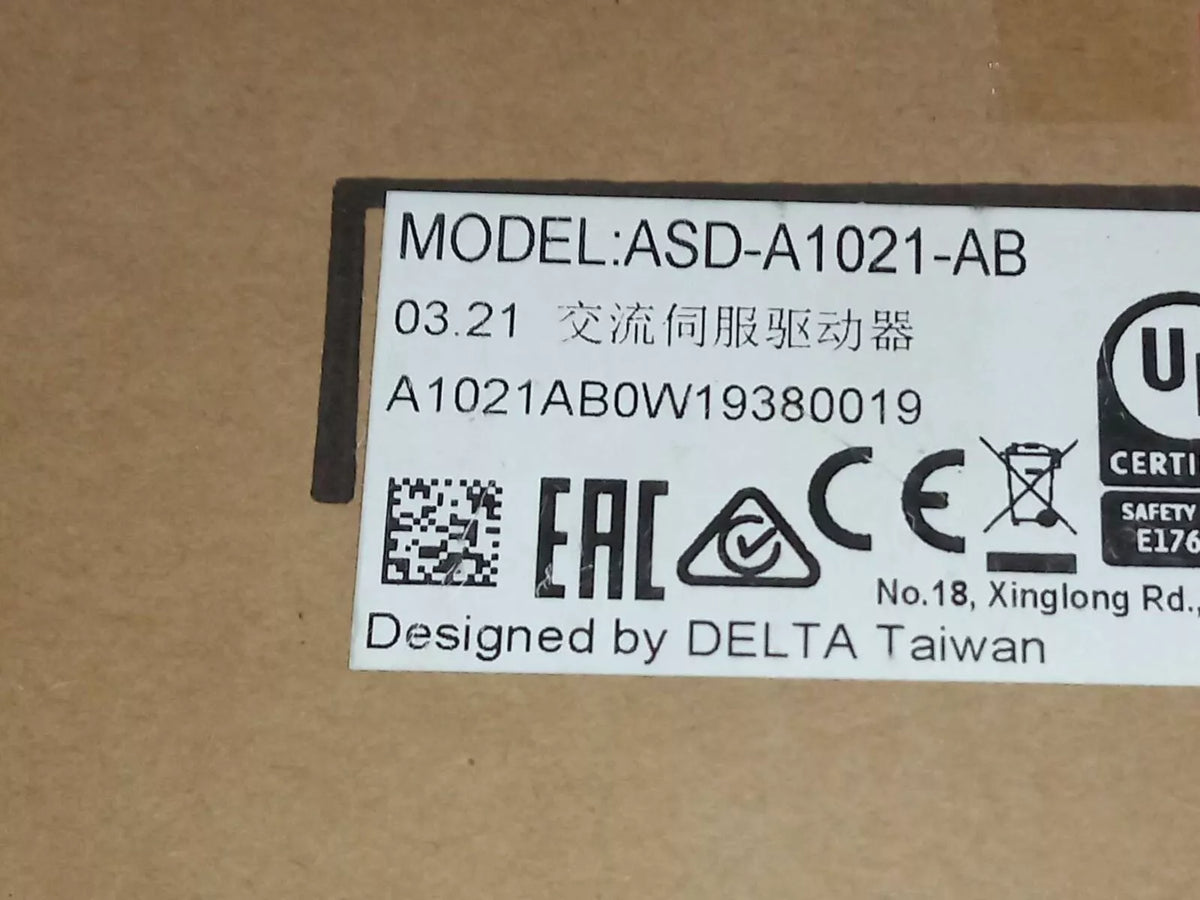 MODEL:ASD-A1021-AB
03.21 交流伺服驱动器
A1021AB0W19380019
EAC
CE
CERTI
SAFETY
E176
No.18, Xinglong Rd.,
Designed by DELTA Taiwan